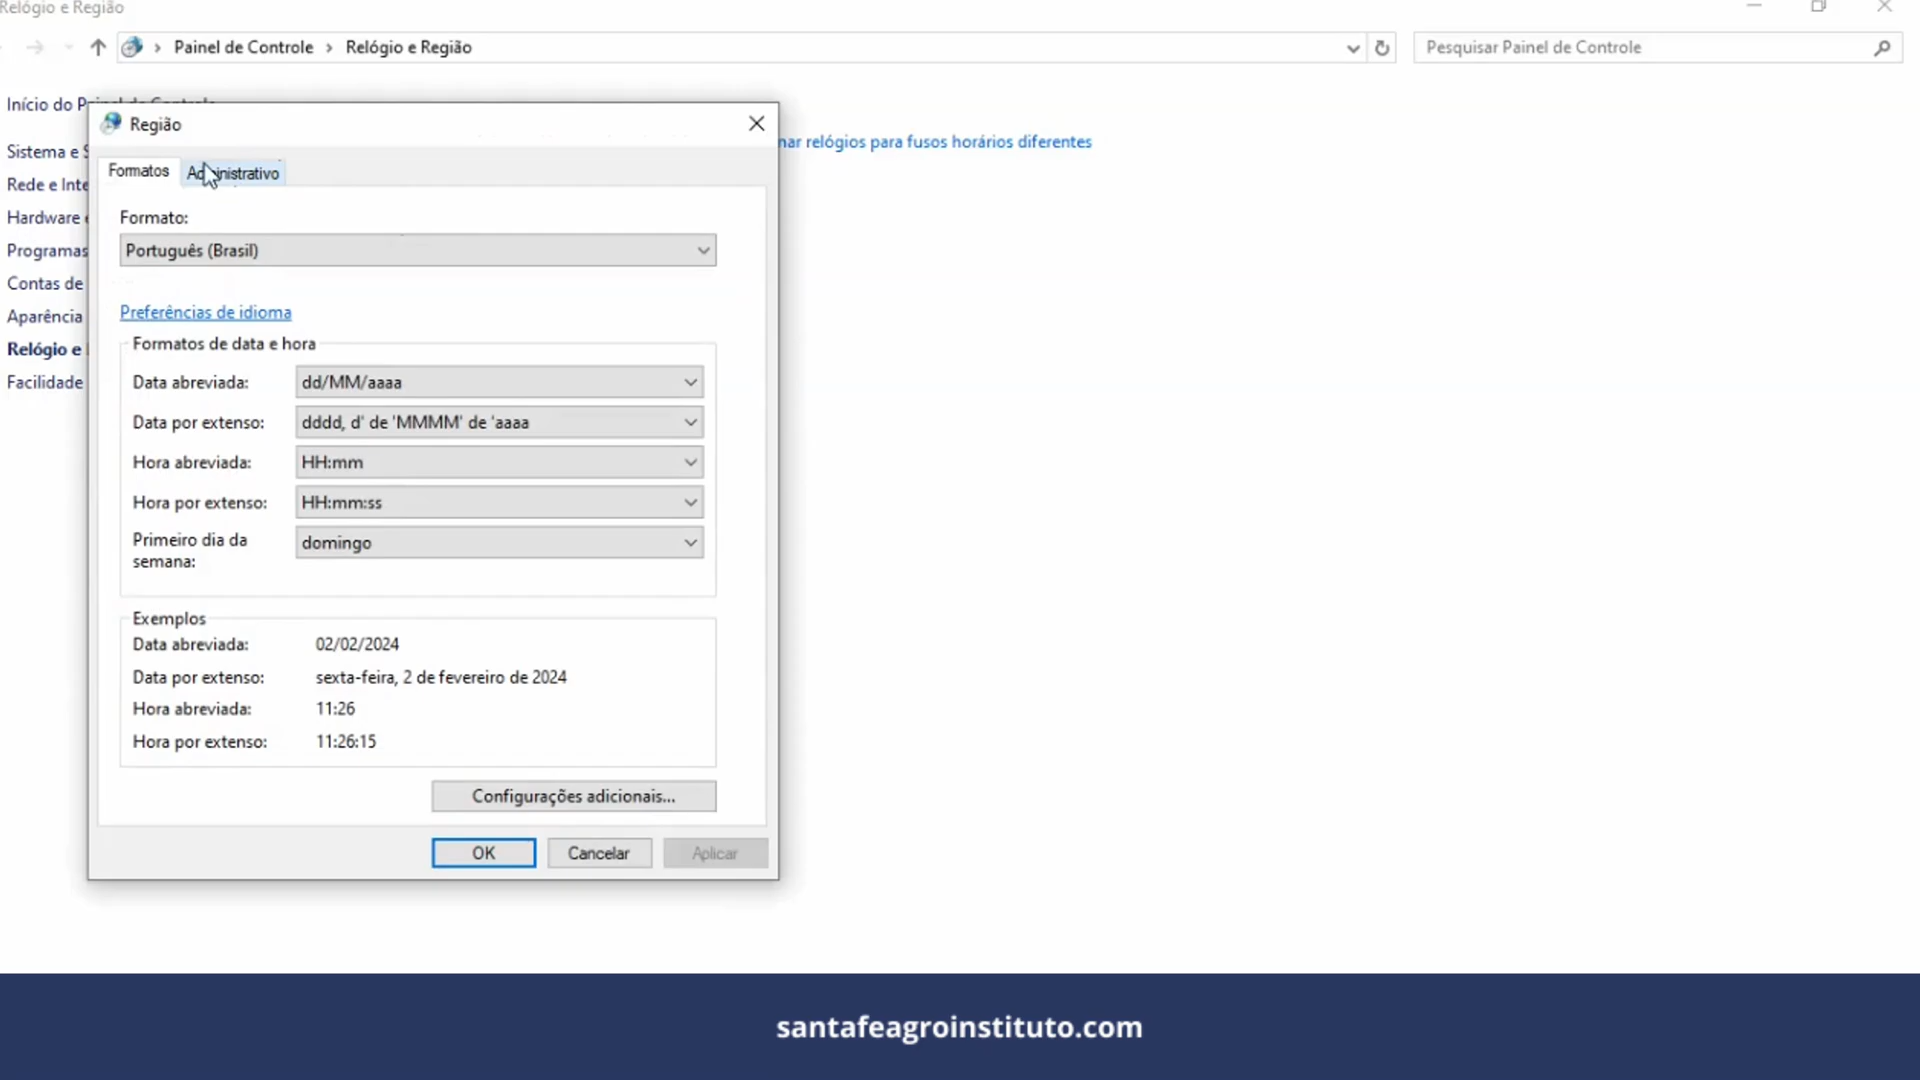 Relógio e Região
Painel de Controle › Relógio e Região
Pesquisar Painel de Controle
Início do Painel de Controle
Região
nar relógios para fusos horários diferentes
Sistema e S
Formatos Administrativo
Rede e Inte
Hardware e
Formato:
Programas
Português (Brasil)
Contas de
Aparência
Preferências de idioma
Relógio e
Formatos de data e hora
Facilidade
Data abreviada: dd/MM/aaaa
Data por extenso: dddd, d' de 'MMMM' de 'aaaa
Hora abreviada: HH:mm
Hora por extenso: HH:mm:ss
Primeiro dia da
semana: domingo
Exemplos
Data abreviada: 02/02/2024
Data por extenso: sexta-feira, 2 de fevereiro de 2024
Hora abreviada: 11:26
Hora por extenso: 11:26:15
Configurações adicionais...
OK Cancelar Aplicar
santafeagroinstituto.com